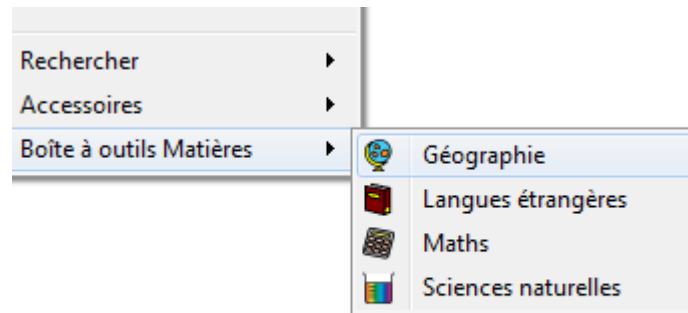 Rechercher
Accessoires
Boîte à outils Matières
Géographie
Langues étrangères
Maths
Sciences naturelles